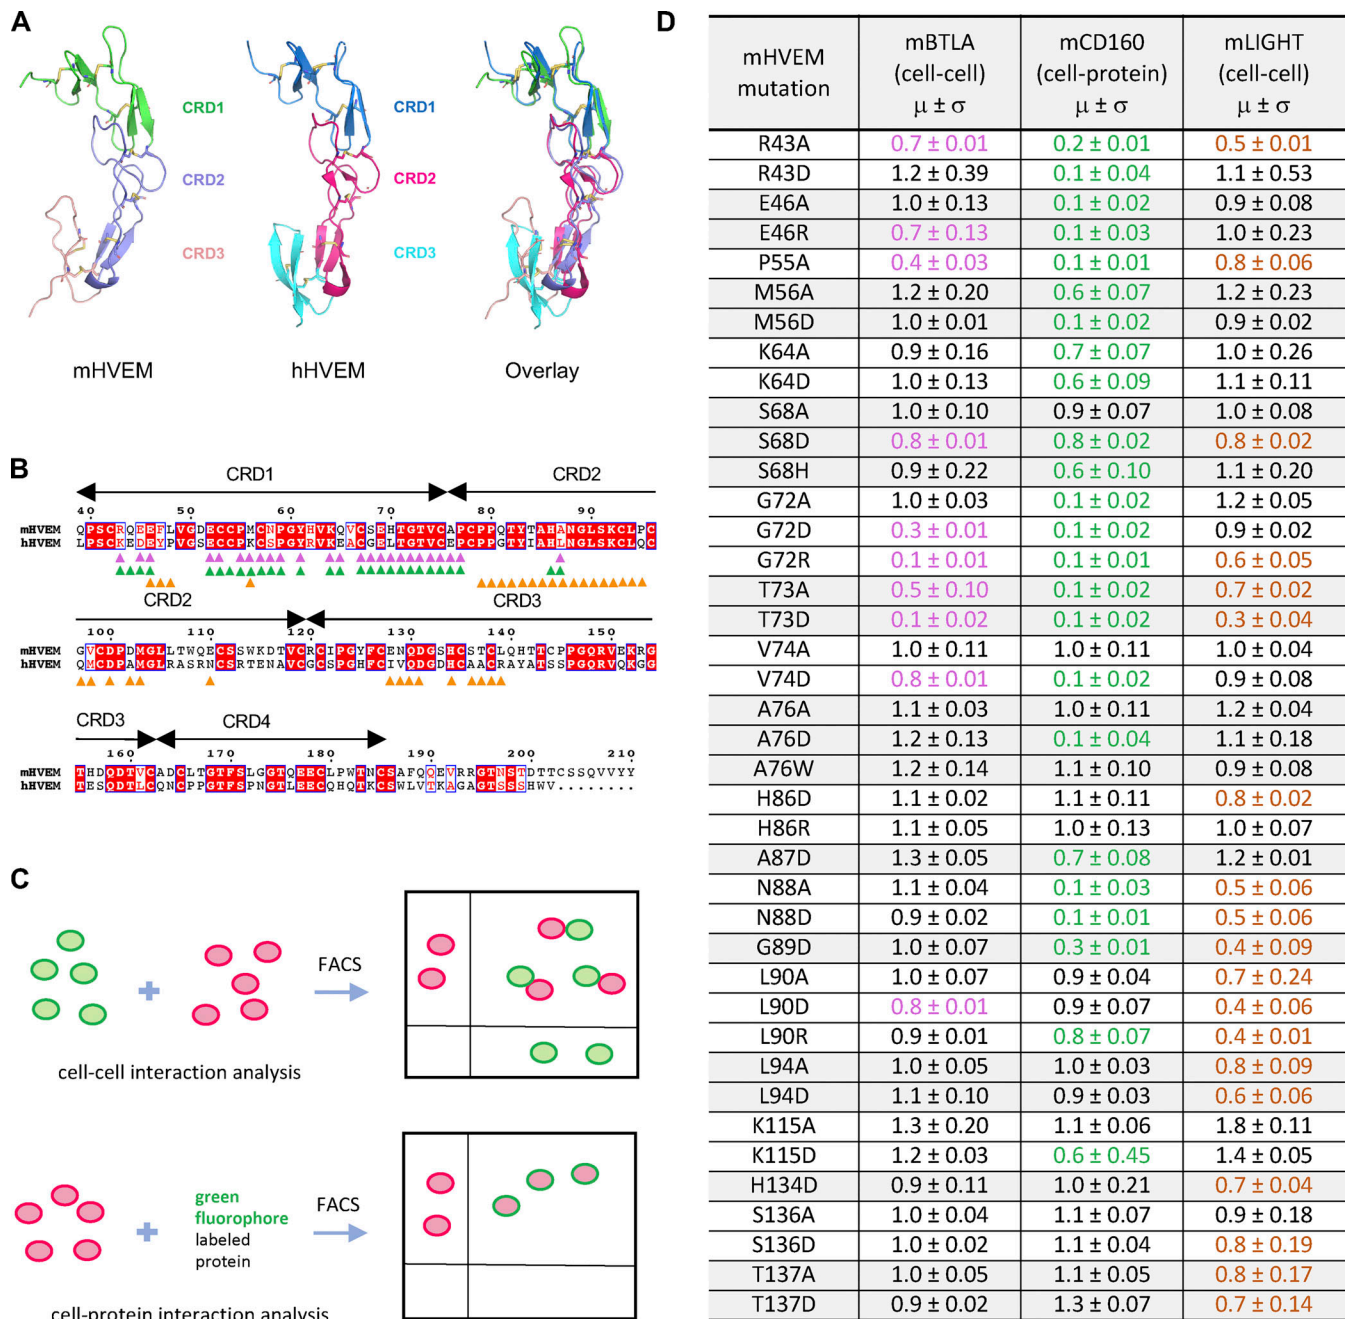 A
CRD1
CRD2
CRD3
CRD1
CRD2
CRD3
mHVEM
hHVEM
Overlay
B
CRD1 CRD2
40 50 60 70 80 90
mHVEM QPSCRQEEFLVGDECCPMCNPGYHVKQVCSEHTGTVCAPCPPQTYTAHANGLSKCLPC
hHVEM LPSCKEDEYPVGSECCPKCSPGYRVKEACGELTGTVCEPCPPGTYIAHLNGLSKCLQC
CRD2 CRD3
100 110 120 130 140 150
mHVEM GVCDPDMGLLTWQECSSWKDTVCRCIPGYFCENQDGSHCSTCLQHTTCPPGQRVEKRG
hHVEM QMCDPAMGLRASRNCSRTENAVCGCSPGHFCIVQDGDHCAACRAYATSSPGQRVQKGG
CRD3 CRD4
160 170 180 190 200 210
mHVEM THDQDTVCADCLTGTFSLGGTQEECLPWTNCSAFQQEVRRGTNSTDTTCSSQVVYY
hHVEM TESQDTLCQNCPPGTFSPNGTLEECQHQTKCSWLVTKAGAGTSSSHWV........
C
+
FACS
cell-cell interaction analysis
+
green
fluorophore
labeled
protein
FACS
cell-protein interaction analysis
D
mHVEM mutation | mBTLA (cell-cell) μ ± σ | mCD160 (cell-protein) μ ± σ | mLIGHT (cell-cell) μ ± σ
R43A 0.7 ± 0.01 0.2 ± 0.01 0.5 ± 0.01
R43D 1.2 ± 0.39 0.1 ± 0.04 1.1 ± 0.53
E46A 1.0 ± 0.13 0.1 ± 0.02 0.9 ± 0.08
E46R 0.7 ± 0.13 0.1 ± 0.03 1.0 ± 0.23
P55A 0.4 ± 0.03 0.1 ± 0.01 0.8 ± 0.06
M56A 1.2 ± 0.20 0.6 ± 0.07 1.2 ± 0.23
M56D 1.0 ± 0.01 0.1 ± 0.02 0.9 ± 0.02
K64A 0.9 ± 0.16 0.7 ± 0.07 1.0 ± 0.26
K64D 1.0 ± 0.13 0.6 ± 0.09 1.1 ± 0.11
S68A 1.0 ± 0.10 0.9 ± 0.07 1.0 ± 0.08
S68D 0.8 ± 0.01 0.8 ± 0.02 0.8 ± 0.02
S68H 0.9 ± 0.22 0.6 ± 0.10 1.1 ± 0.20
G72A 1.0 ± 0.03 0.1 ± 0.02 1.2 ± 0.05
G72D 0.3 ± 0.01 0.1 ± 0.02 0.9 ± 0.02
G72R 0.1 ± 0.01 0.1 ± 0.01 0.6 ± 0.05
T73A 0.5 ± 0.10 0.1 ± 0.02 0.7 ± 0.02
T73D 0.1 ± 0.02 0.1 ± 0.02 0.3 ± 0.04
V74A 1.0 ± 0.11 1.0 ± 0.11 1.0 ± 0.04
V74D 0.8 ± 0.01 0.1 ± 0.02 0.9 ± 0.08
A76A 1.1 ± 0.03 1.0 ± 0.11 1.2 ± 0.04
A76D 1.2 ± 0.13 0.1 ± 0.04 1.1 ± 0.18
A76W 1.2 ± 0.14 1.1 ± 0.10 0.9 ± 0.08
H86D 1.1 ± 0.02 1.1 ± 0.11 0.8 ± 0.02
H86R 1.1 ± 0.05 1.0 ± 0.13 1.0 ± 0.07
A87D 1.3 ± 0.05 0.7 ± 0.08 1.2 ± 0.01
N88A 1.1 ± 0.04 0.1 ± 0.03 0.5 ± 0.06
N88D 0.9 ± 0.02 0.1 ± 0.01 0.5 ± 0.06
G89D 1.0 ± 0.07 0.3 ± 0.01 0.4 ± 0.09
L90A 1.0 ± 0.07 0.9 ± 0.04 0.7 ± 0.24
L90D 0.8 ± 0.01 0.9 ± 0.07 0.4 ± 0.06
L90R 0.9 ± 0.01 0.8 ± 0.07 0.4 ± 0.01
L94A 1.0 ± 0.05 1.0 ± 0.03 0.8 ± 0.09
L94D 1.1 ± 0.10 0.9 ± 0.03 0.6 ± 0.06
K115A 1.3 ± 0.20 1.1 ± 0.06 1.8 ± 0.11
K115D 1.2 ± 0.03 0.6 ± 0.45 1.4 ± 0.05
H134D 0.9 ± 0.11 1.0 ± 0.21 0.7 ± 0.04
S136A 1.0 ± 0.04 1.1 ± 0.07 0.9 ± 0.18
S136D 1.0 ± 0.02 1.1 ± 0.04 0.8 ± 0.19
T137A 1.0 ± 0.05 1.1 ± 0.05 0.8 ± 0.17
T137D 0.9 ± 0.02 1.3 ± 0.07 0.7 ± 0.14